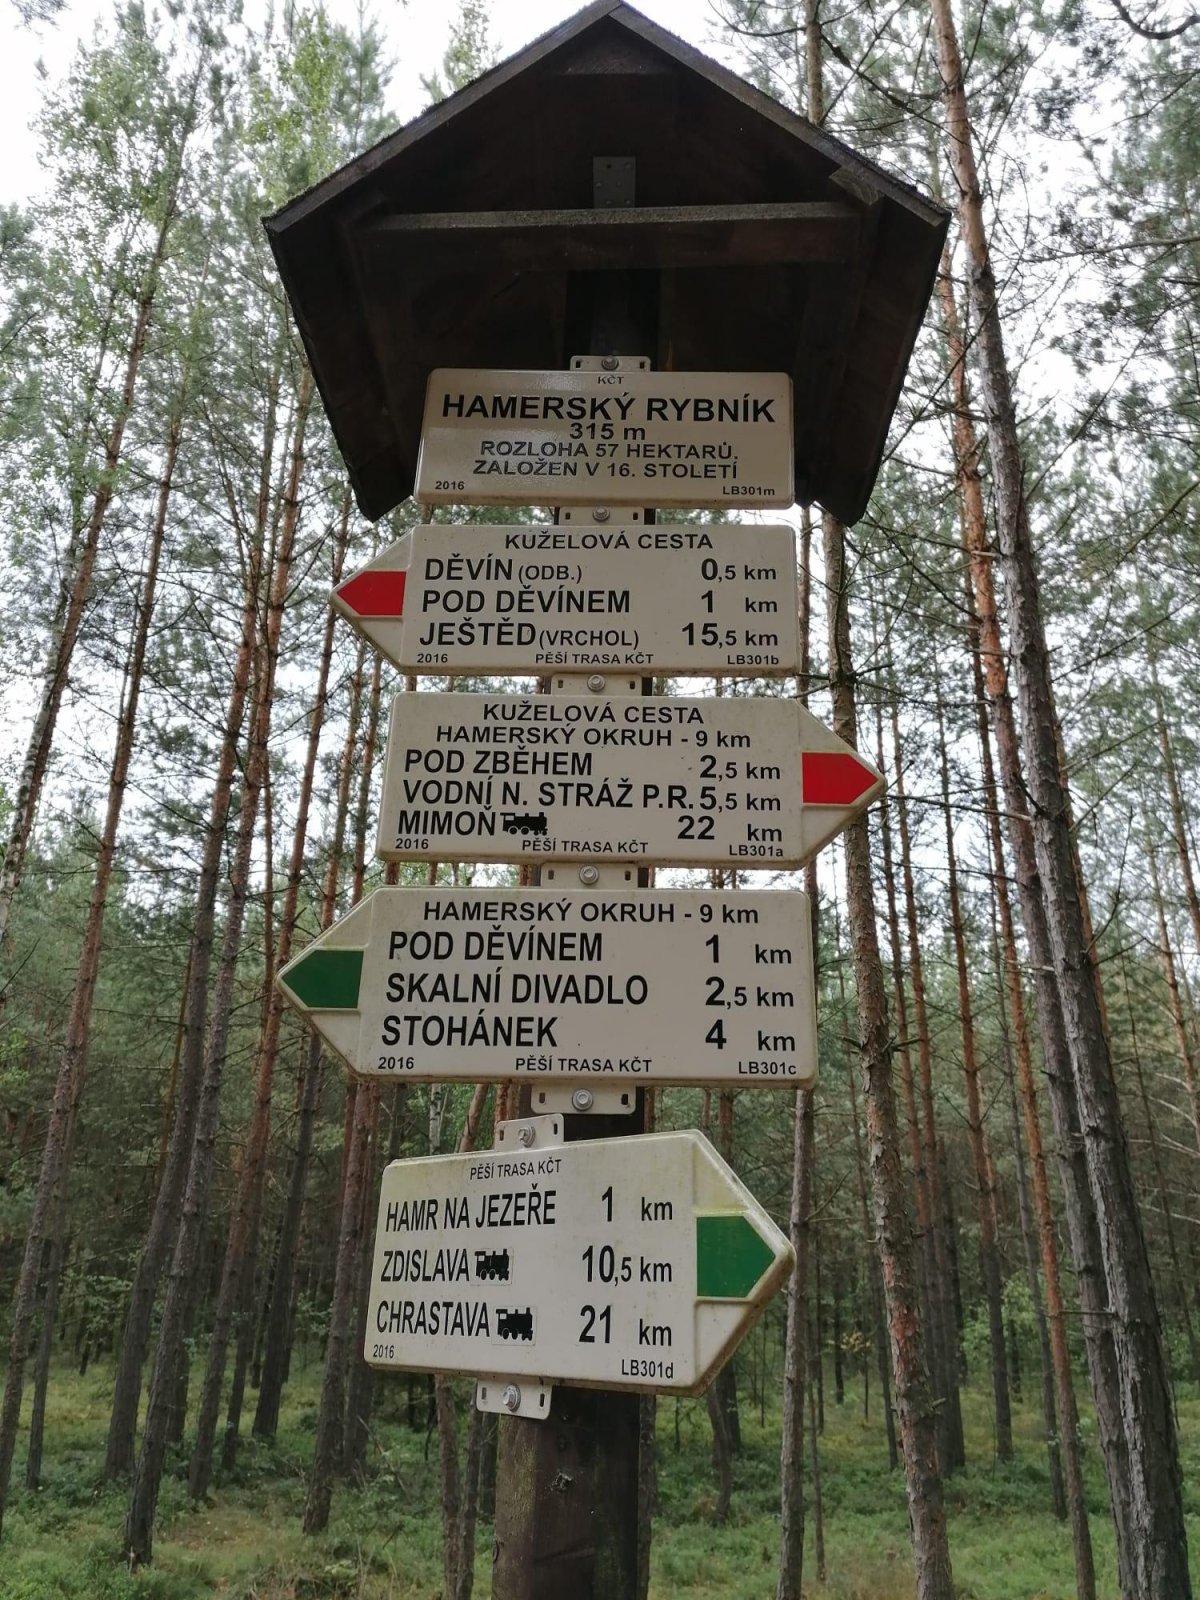 KČT
HAMERSKÝ RYBNÍK
315 m
ROZLOHA 57 HEKTARŮ.
ZALOŽEN V 16. STOLETÍ
2016 LB301m
KUŽELOVÁ CESTA
DĚVÍN (ODB.) 0,5 km
POD DĚVÍNEM 1 km
JEŠTĚD (VRCHOL) 15,5 km
2016 PĚŠÍ TRASA KČT LB301b
KUŽELOVÁ CESTA
HAMERSKÝ OKRUH - 9 km
POD ZBĚHEM 2,5 km
VODNÍ N. STRÁŽ P.R. 5,5 km
MIMOŇ 22 km
2016 PĚŠÍ TRASA KČT LB301a
HAMERSKÝ OKRUH - 9 km
POD DĚVÍNEM 1 km
SKALNÍ DIVADLO 2,5 km
STOHÁNEK 4 km
2016 PĚŠÍ TRASA KČT LB301c
PĚŠÍ TRASA KČT
HAMR NA JEZEŘE 1 km
ZDISLAVA 10,5 km
CHRASTAVA 21 km
2016 LB301d